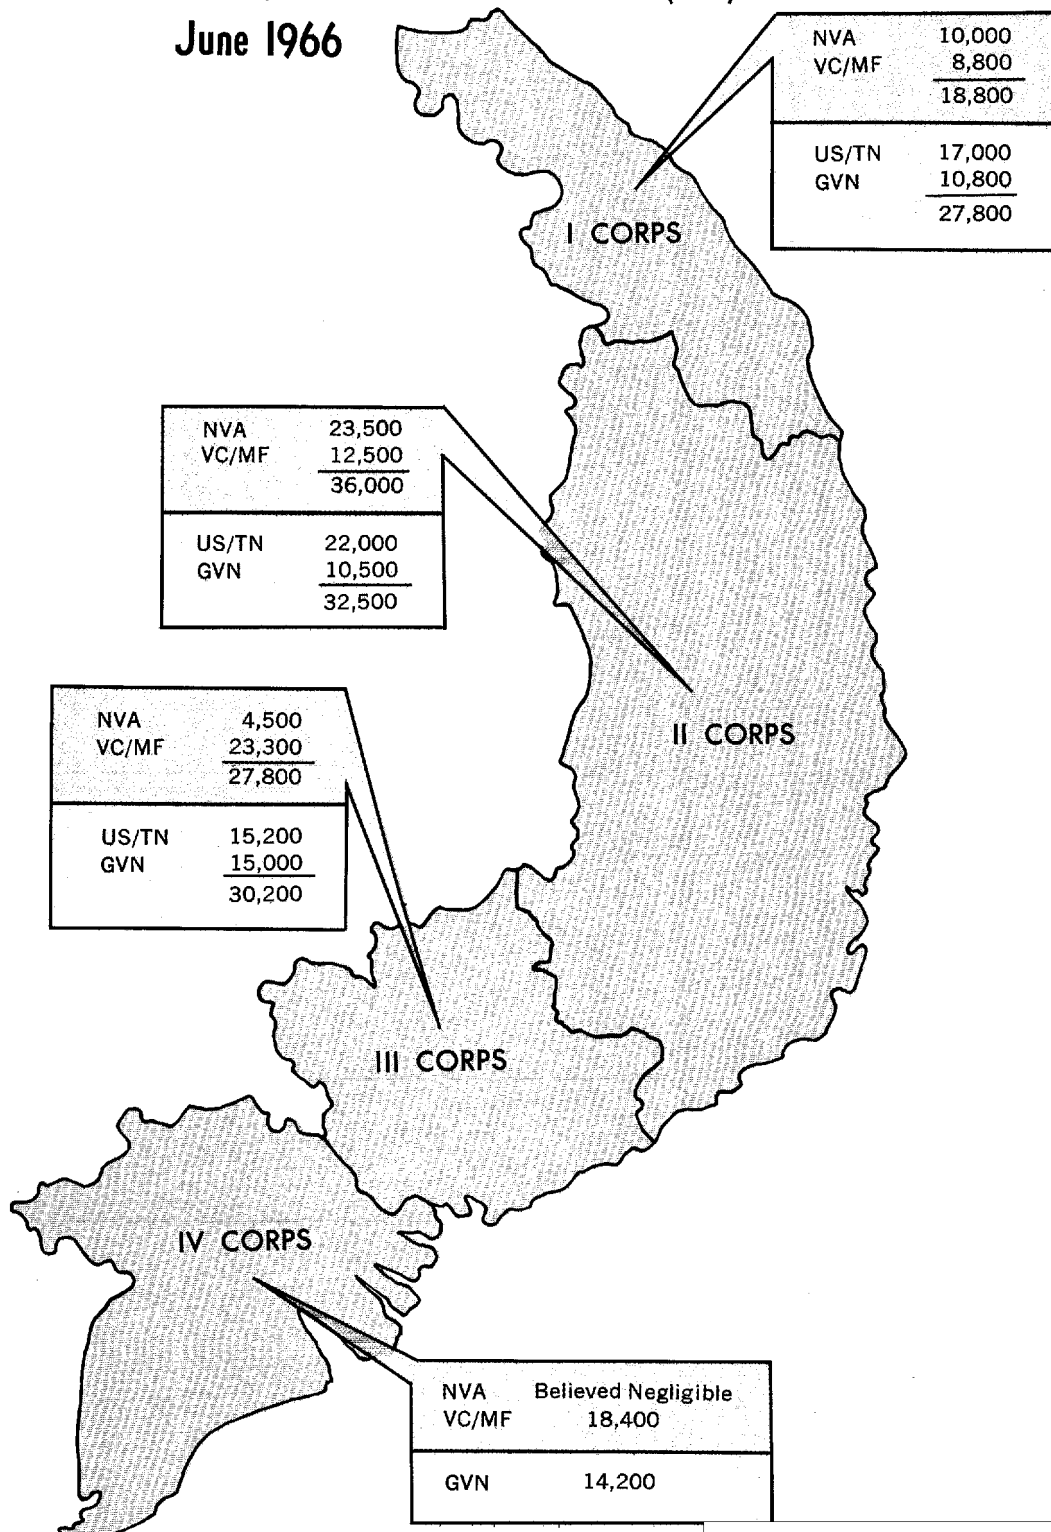 June 1966
NVA 10,000
VC/MF 8,800
18,800
US/TN 17,000
GVN 10,800
27,800
I CORPS
NVA 23,500
VC/MF 12,500
36,000
US/TN 22,000
GVN 10,500
32,500
II CORPS
NVA 4,500
VC/MF 23,300
27,800
US/TN 15,200
GVN 15,000
30,200
III CORPS
IV CORPS
NVA Believed Negligible
VC/MF 18,400
GVN 14,200